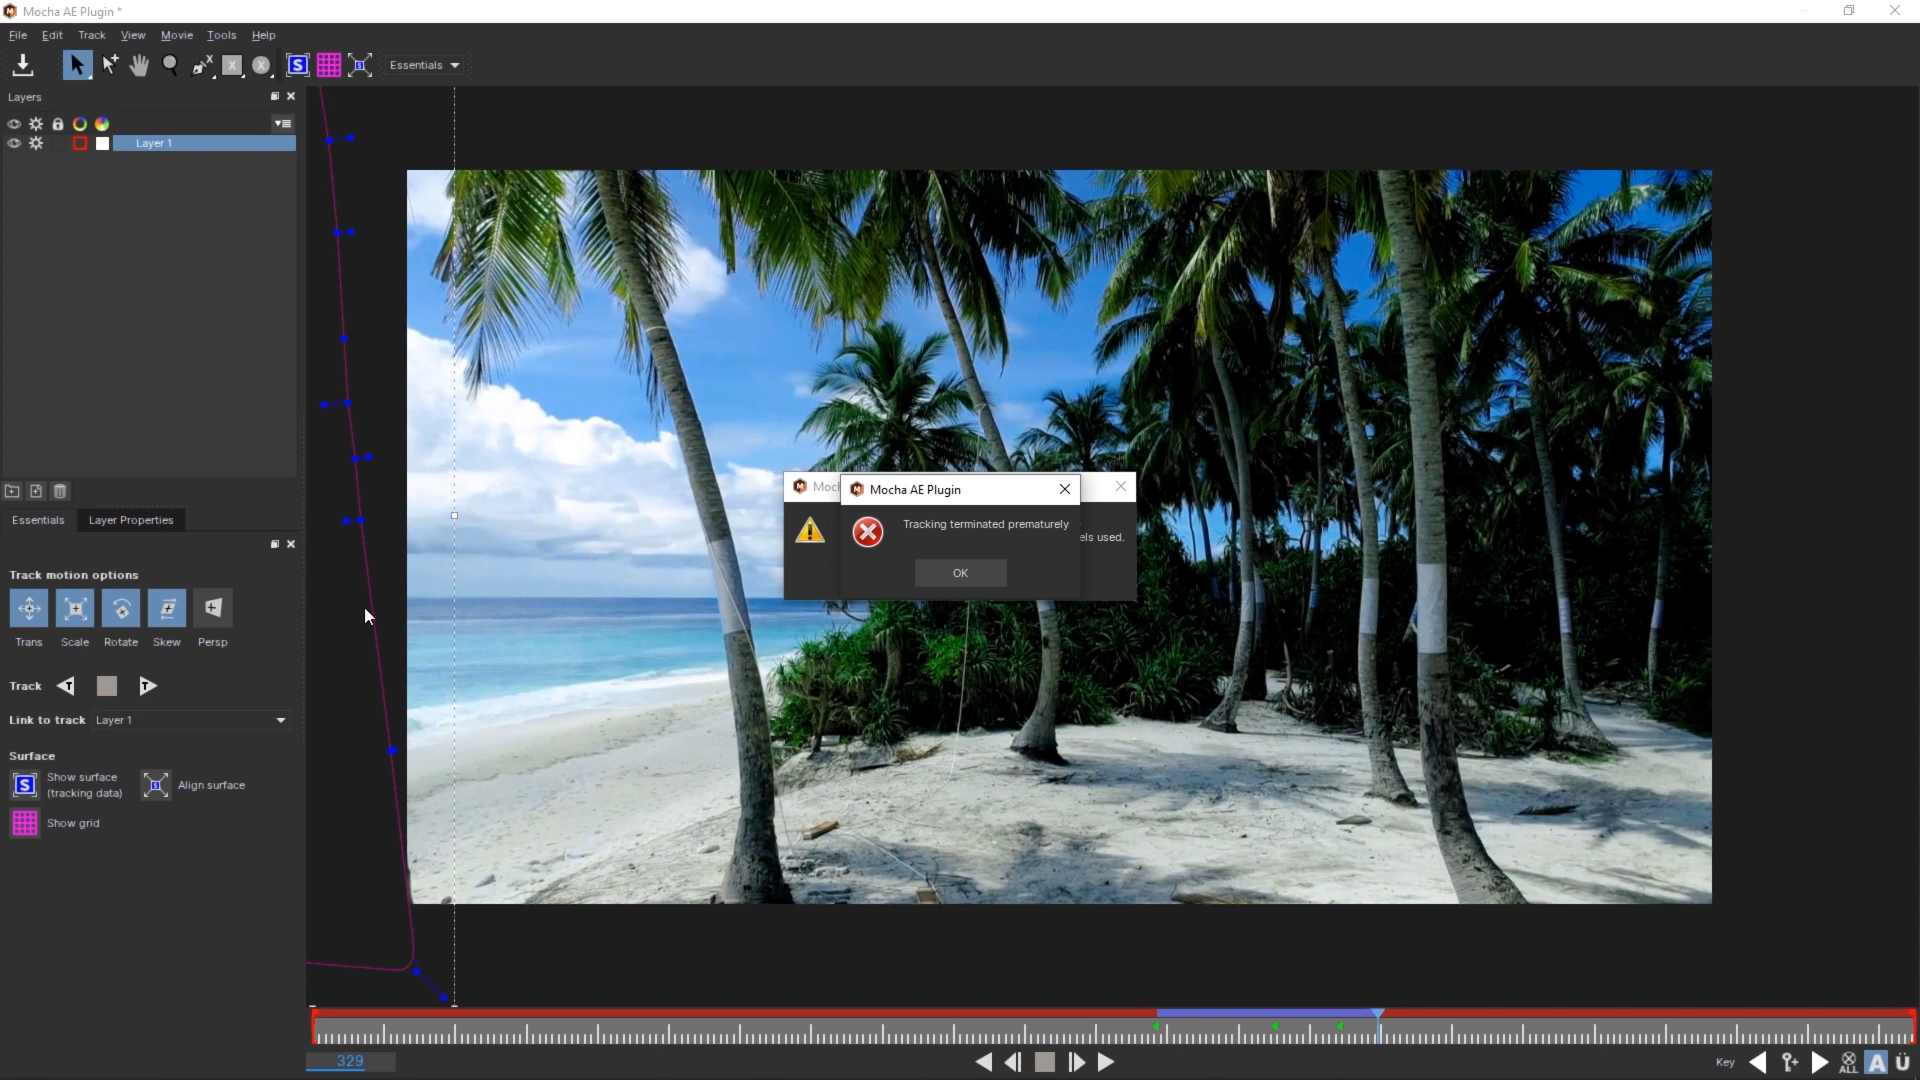 Mocha AE Plugin *
File Edit Track View Movie Tools Help
Essentials
Layers
Layer 1
Essentials Layer Properties
Track motion options
Trans Scale Rotate Skew Persp
Track
Link to track Layer 1
Surface
Show surface
(tracking data)
Align surface
Show grid
Mocha AE Plugin
Tracking terminated prematurely
els used.
OK
329
Key
ALL
A
Ü